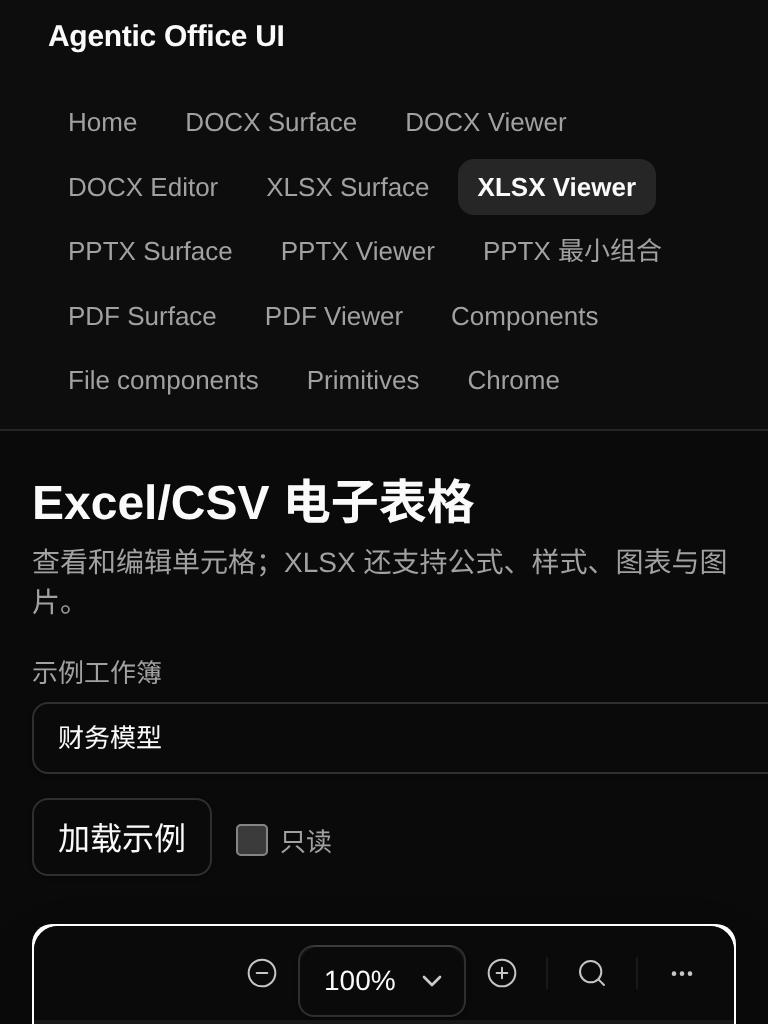 Agentic Office UI
Home DOCX Surface DOCX Viewer
DOCX Editor XLSX Surface XLSX Viewer
PPTX Surface PPTX Viewer PPTX 最小组合
PDF Surface PDF Viewer Components
File components Primitives Chrome
Excel/CSV 电子表格
查看和编辑单元格；XLSX 还支持公式、样式、图表与图
片。
示例工作簿
财务模型
加载示例 只读
100%